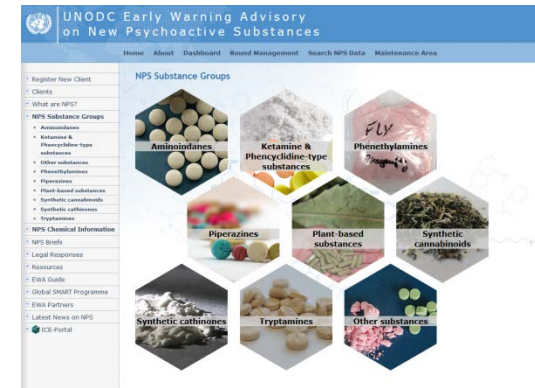 UNODC Early Warning Advisory
on New Psychoactive Substances
Home About Dashboard Round Management Search NPS Data Maintenance Area
Register New Client
Clients
What are NPS?
NPS Substance Groups
Aminoindanes
Ketamine &
Phencyclidine-type
substances
Other substances
Phenethylamines
Piperazines
Plant-based substances
Synthetic cannabinoids
Synthetic cathinones
Tryptamines
NPS Chemical Information
NPS Briefs
Legal Responses
Resources
EWA Guide
Global SMART Programme
EWA Partners
Latest News on NPS
ICE-Portal
NPS Substance Groups
Aminoindanes
Ketamine &
Phencyclidine-type
substances
FLY
Phenethylamines
Piperazines
Plant-based
substances
Synthetic
cannabinoids
Synthetic cathinones
Tryptamines
Other substances